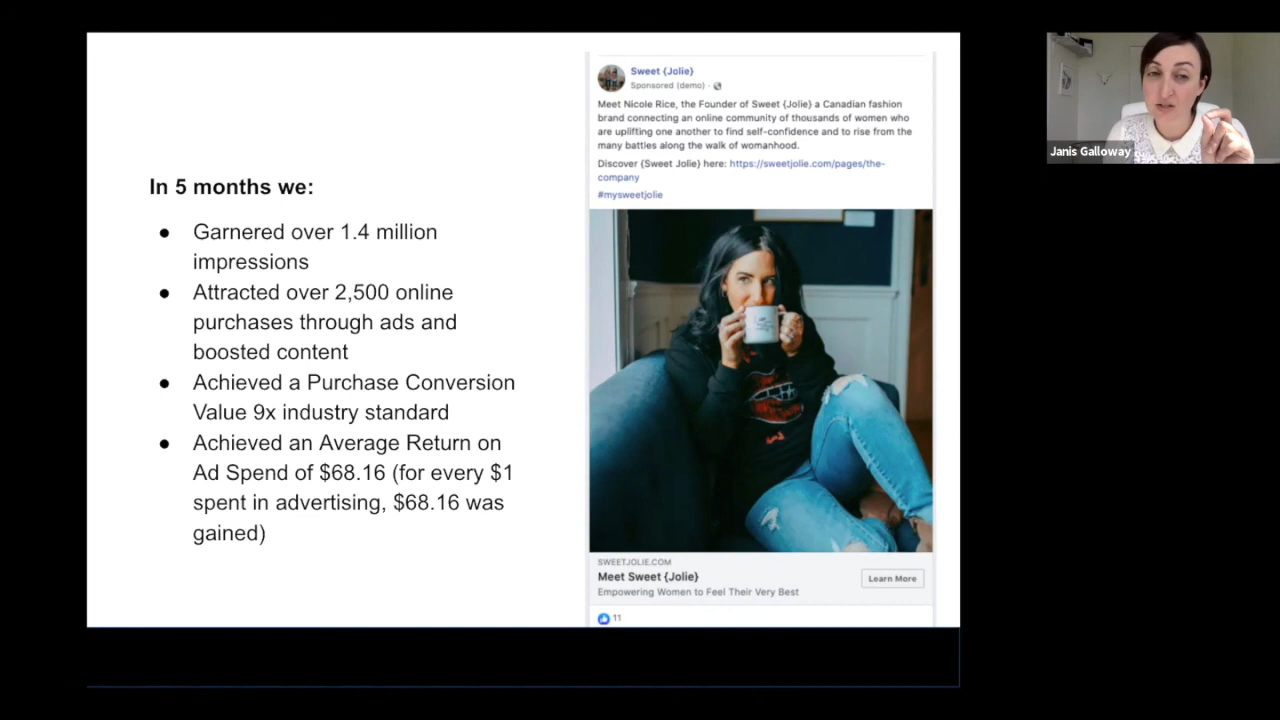 In 5 months we:
● Garnered over 1.4 million
impressions
● Attracted over 2,500 online
purchases through ads and
boosted content
● Achieved a Purchase Conversion
Value 9x industry standard
● Achieved an Average Return on
Ad Spend of $68.16 (for every $1
spent in advertising, $68.16 was
gained)
Sweet {Jolie}
Sponsored (demo) ·
Meet Nicole Rice, the Founder of Sweet {Jolie} a Canadian fashion
brand connecting an online community of thousands of women who
are uplifting one another to find self-confidence and to rise from the
many battles along the walk of womanhood.
Discover {Sweet Jolie} here: https://sweetjolie.com/pages/the-
company
#mysweetjolie
SWEETJOLIE.COM
Meet Sweet {Jolie}
Empowering Women to Feel Their Very Best
Learn More
11
Janis Galloway